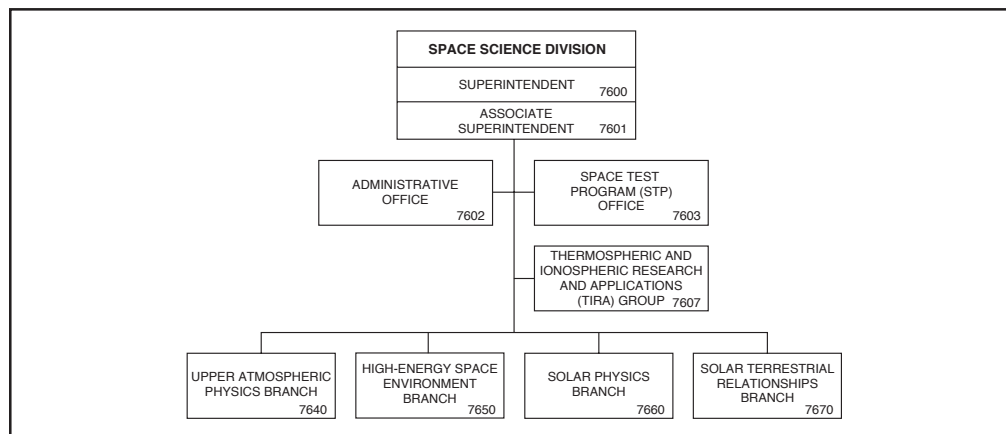 SPACE SCIENCE DIVISION
SUPERINTENDENT
7600
ASSOCIATE
SUPERINTENDENT
7601
ADMINISTRATIVE
OFFICE
7602
SPACE TEST
PROGRAM (STP)
OFFICE
7603
THERMOSPHERIC AND
IONOSPHERIC RESEARCH
AND APPLICATIONS
(TIRA) GROUP
7607
UPPER ATMOSPHERIC
PHYSICS BRANCH
7640
HIGH-ENERGY SPACE
ENVIRONMENT
BRANCH
7650
SOLAR PHYSICS
BRANCH
7660
SOLAR TERRESTRIAL
RELATIONSHIPS
BRANCH
7670